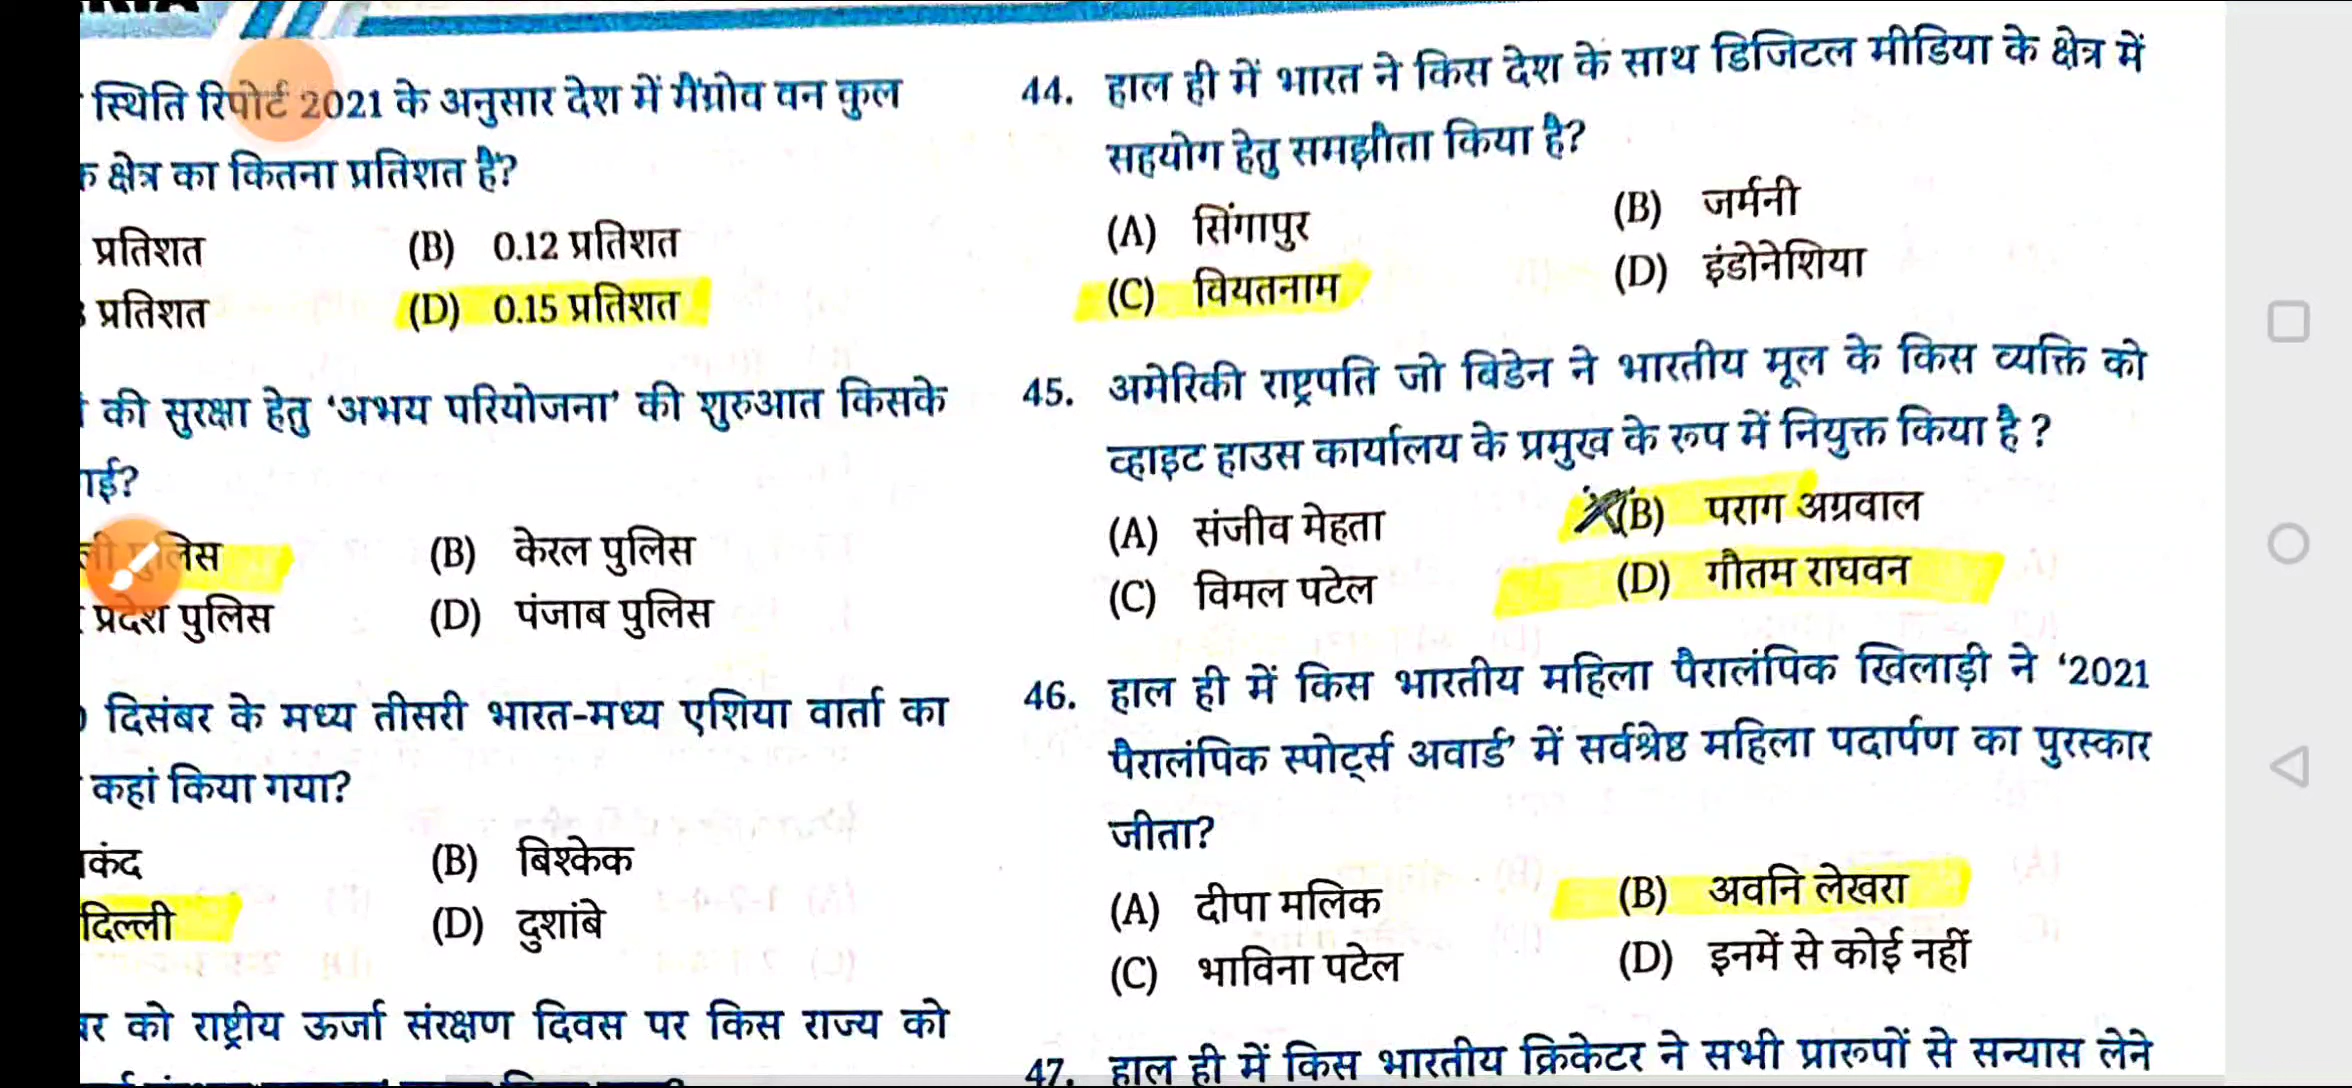 स्थिति रिपोर्ट 2021 के अनुसार देश में मैंग्रोव वन कुल
क्षेत्र का कितना प्रतिशत हैं?
प्रतिशत (B) 0.12 प्रतिशत
प्रतिशत (D) 0.15 प्रतिशत
की सुरक्षा हेतु ‘अभय परियोजना’ की शुरुआत किसके
गई?
(B) केरल पुलिस
प्रदेश पुलिस (D) पंजाब पुलिस
दिसंबर के मध्य तीसरी भारत-मध्य एशिया वार्ता का
कहां किया गया?
(B) बिश्केक
दिल्ली (D) दुशांबे
को राष्ट्रीय ऊर्जा संरक्षण दिवस पर किस राज्य को
44. हाल ही में भारत ने किस देश के साथ डिजिटल मीडिया के क्षेत्र में
सहयोग हेतु समझौता किया है?
(A) सिंगापुर (B) जर्मनी
(C) वियतनाम (D) इंडोनेशिया
45. अमेरिकी राष्ट्रपति जो बिडेन ने भारतीय मूल के किस व्यक्ति को
व्हाइट हाउस कार्यालय के प्रमुख के रूप में नियुक्त किया है ?
(A) संजीव मेहता (B) पराग अग्रवाल
(C) विमल पटेल (D) गौतम राघवन
46. हाल ही में किस भारतीय महिला पैरालंपिक खिलाड़ी ने ‘2021
पैरालंपिक स्पोर्ट्स अवार्ड’ में सर्वश्रेष्ठ महिला पदार्पण का पुरस्कार
जीता?
(A) दीपा मलिक (B) अवनि लेखरा
(C) भाविना पटेल (D) इनमें से कोई नहीं
47. हाल ही में किस भारतीय क्रिकेटर ने सभी प्रारूपों से सन्यास लेने